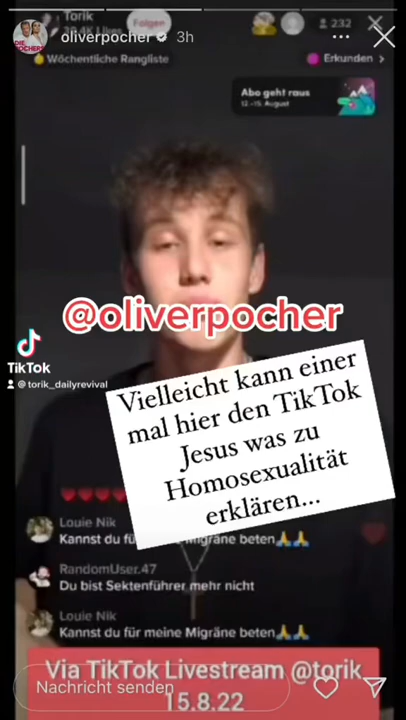 Torik
Folgen
232
oliverpocher 3h
Wöchentliche Rangliste
Erkunden >
Abo geht raus
12.-15. August
@oliverpocher
TikTok
@torik_dailyrevival
Vielleicht kann einer
mal hier den TikTok
Jesus was zu
Homosexualität
erklären...
Louie Nik
Kannst du fü Migräne beten🙏🙏
RandomUser.47
Du bist Sektenführer mehr nicht
Louie Nik
Kannst du für meine Migräne beten🙏🙏
Via TikTok Livestream @torik
Nachricht senden
15.8.22